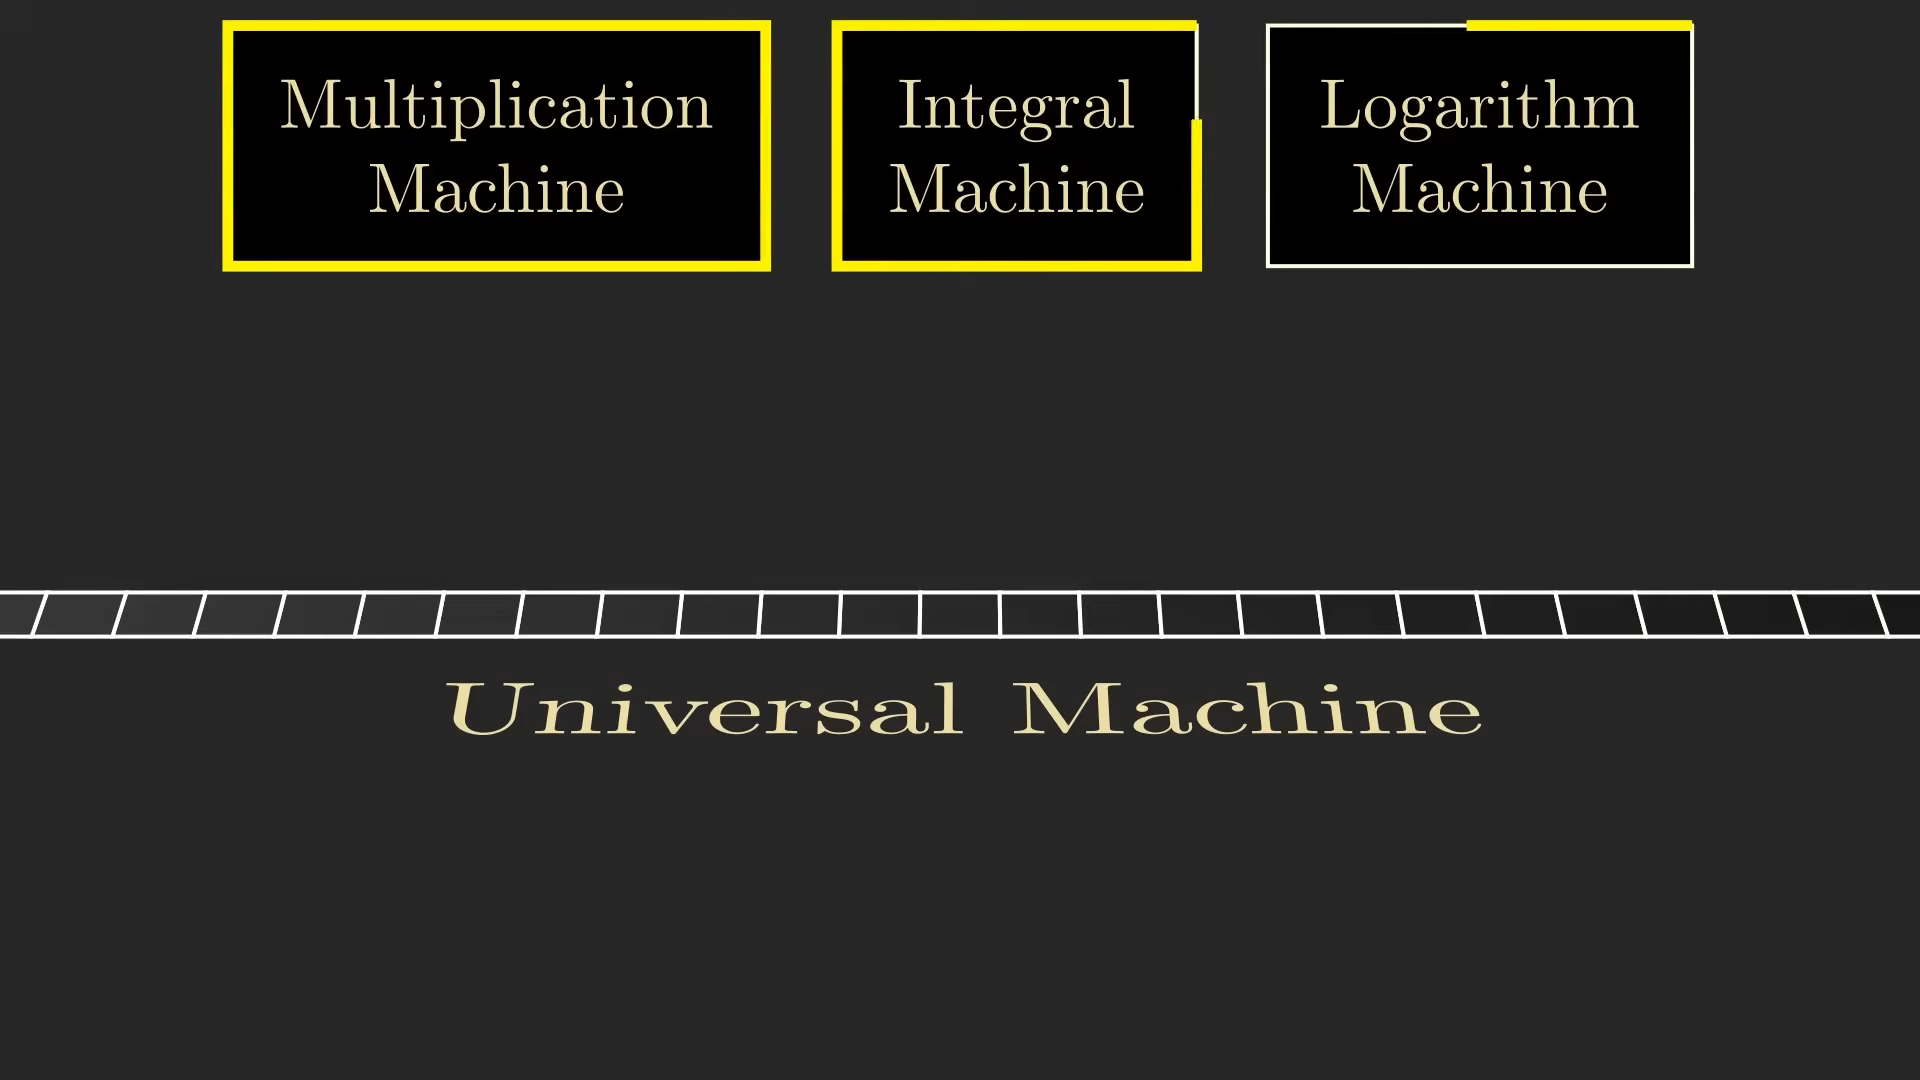 Multiplication
Machine
Integral
Machine
Logarithm
Machine
Universal Machine